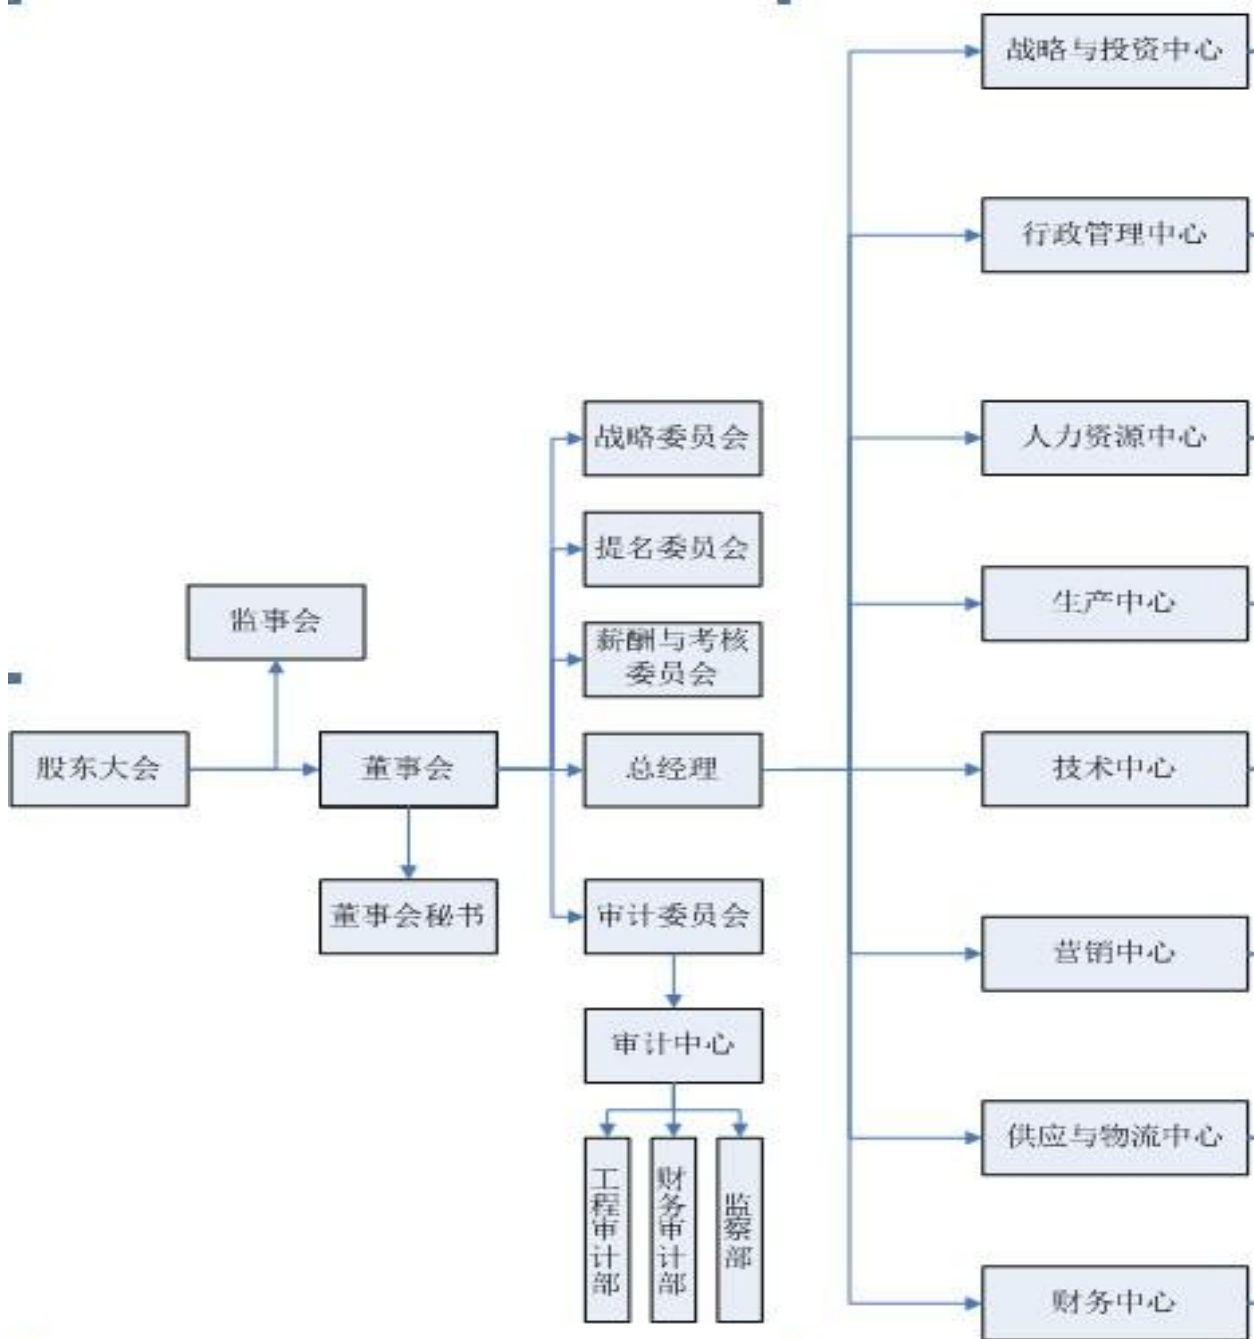 战略与投资中心
行政管理中心
战略委员会
人力资源中心
提名委员会
监事会
生产中心
薪酬与考核
委员会
股东大会
董事会
总经理
技术中心
董事会秘书
审计委员会
营销中心
审计中心
供应与物流中心
工程审计部
财务审计部
监察部
财务中心